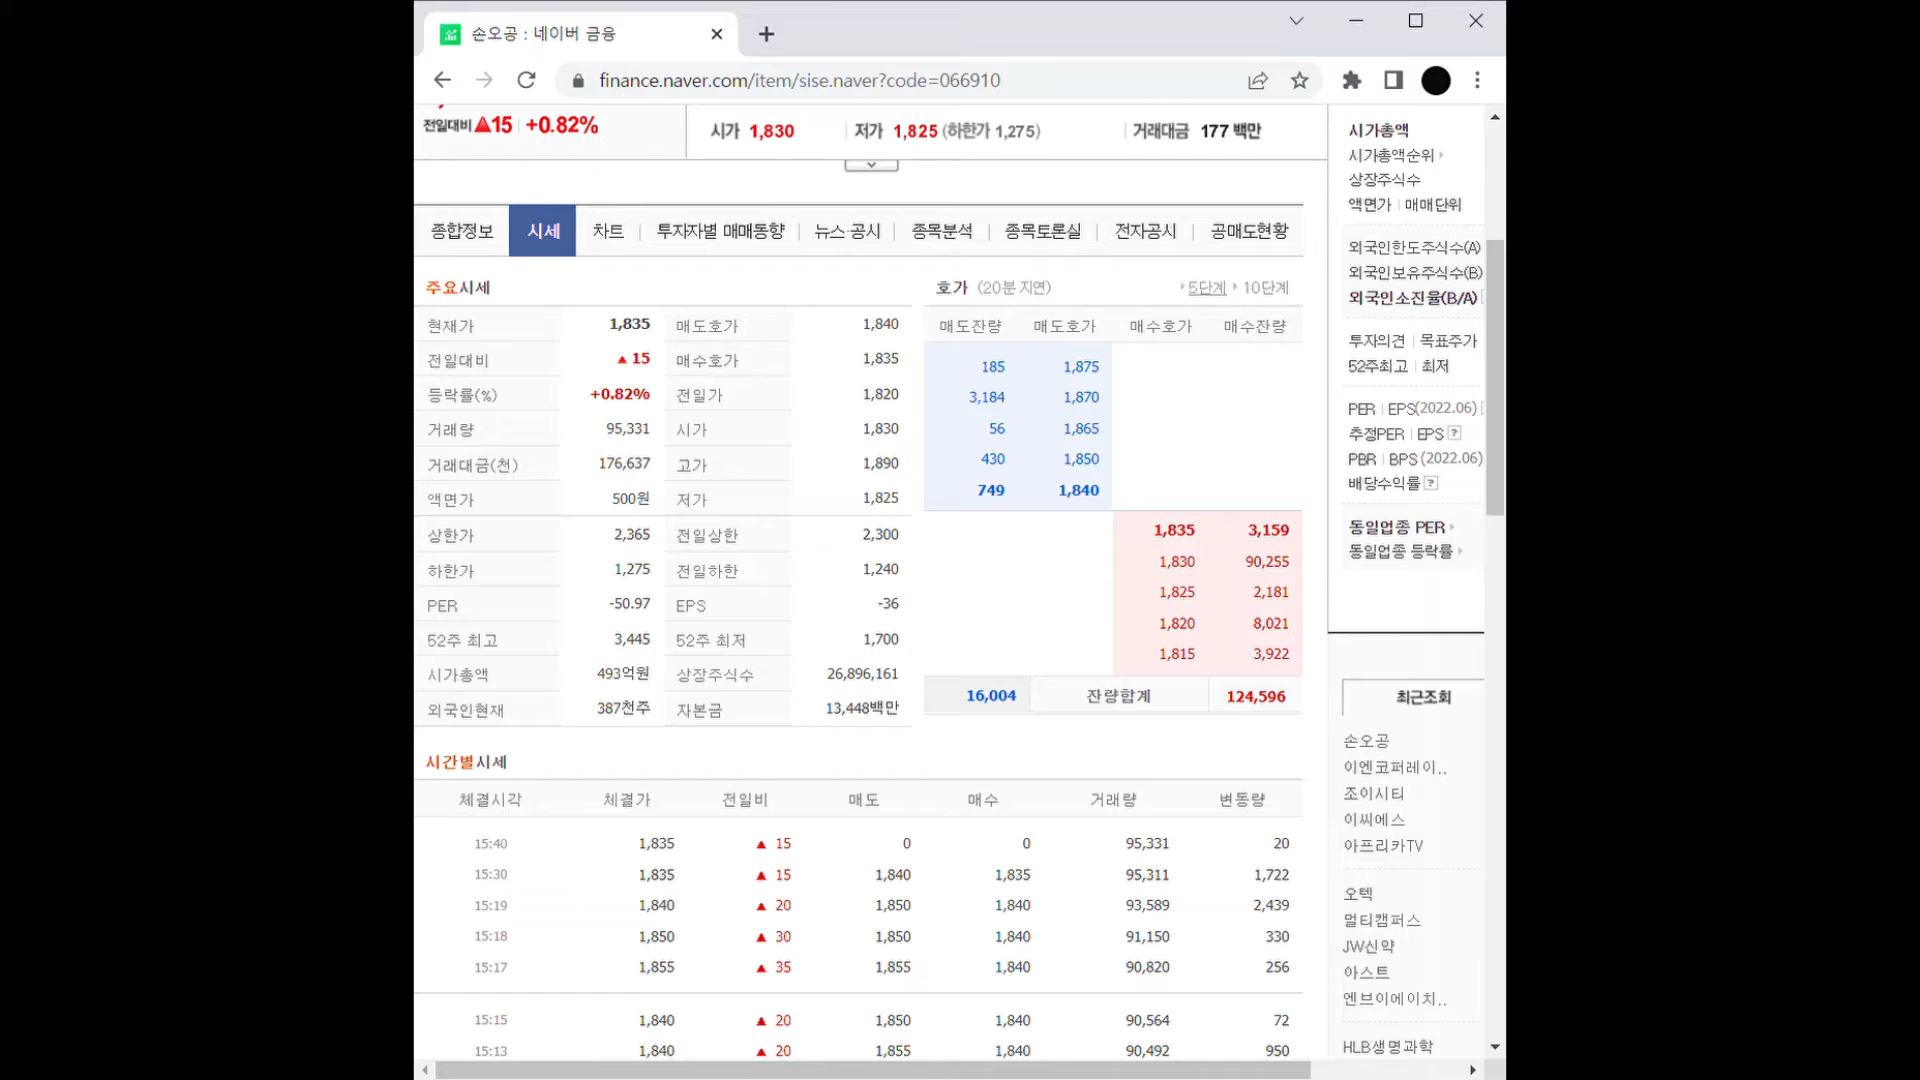 손오공 : 네이버 금융
finance.naver.com/item/sise.naver?code=066910
전일대비 ▲15 +0.82%
시가 1,830 저가 1,825 (하한가 1,275) 거래대금 177 백만
종합정보 시세 차트 투자자별 매매동향 뉴스·공시 종목분석 종목토론실 전자공시 공매도현황
주요시세
현재가 1,835 매도호가 1,840
전일대비 ▲ 15 매수호가 1,835
등락률(%) +0.82% 전일가 1,820
거래량 95,331 시가 1,830
거래대금(천) 176,637 고가 1,890
액면가 500원 저가 1,825
상한가 2,365 전일상한 2,300
하한가 1,275 전일하한 1,240
PER -50.97 EPS -36
52주 최고 3,445 52주 최저 1,700
시가총액 493억원 상장주식수 26,896,161
외국인현재 387천주 자본금 13,448백만
호가 (20분 지연) 5단계 10단계
매도잔량 매도호가 매수호가 매수잔량
185 1,875
3,184 1,870
56 1,865
430 1,850
749 1,840
1,835 3,159
1,830 90,255
1,825 2,181
1,820 8,021
1,815 3,922
16,004 잔량합계 124,596
시간별시세
체결시각 체결가 전일비 매도 매수 거래량 변동량
15:40 1,835 ▲ 15 0 0 95,331 20
15:30 1,835 ▲ 15 1,840 1,835 95,311 1,722
15:19 1,840 ▲ 20 1,850 1,840 93,589 2,439
15:18 1,850 ▲ 30 1,850 1,840 91,150 330
15:17 1,855 ▲ 35 1,855 1,840 90,820 256
15:15 1,840 ▲ 20 1,850 1,840 90,564 72
15:13 1,840 ▲ 20 1,855 1,840 90,492 950
시가총액
시가총액순위
상장주식수
액면가 매매단위
외국인한도주식수(A)
외국인보유주식수(B)
외국인소진율(B/A)
투자의견 목표주가
52주최고 최저
PER EPS(2022.06)
추정PER EPS ?
PBR BPS (2022.06)
배당수익률 ?
동일업종 PER
동일업종 등락률
최근조회
손오공
이엔코퍼레이..
조이시티
이씨에스
아프리카TV
오텍
멀티캠퍼스
JW신약
아스트
엔브이에이치..
HLB생명과학